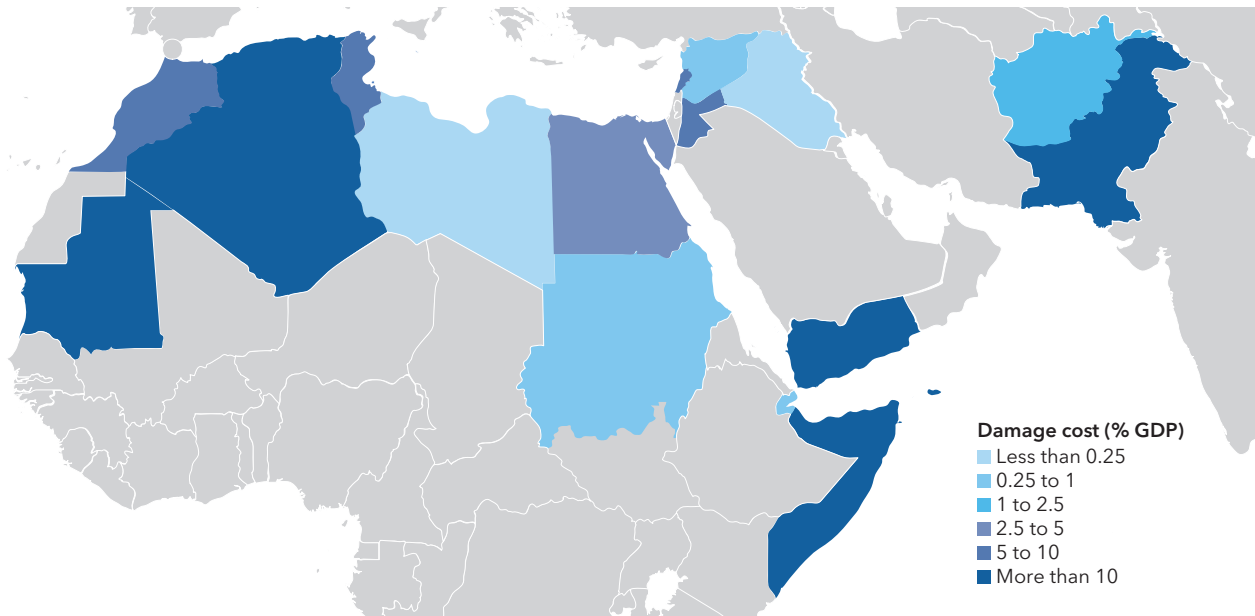 Damage cost (% GDP)
Less than 0.25
0.25 to 1
1 to 2.5
2.5 to 5
5 to 10
More than 10